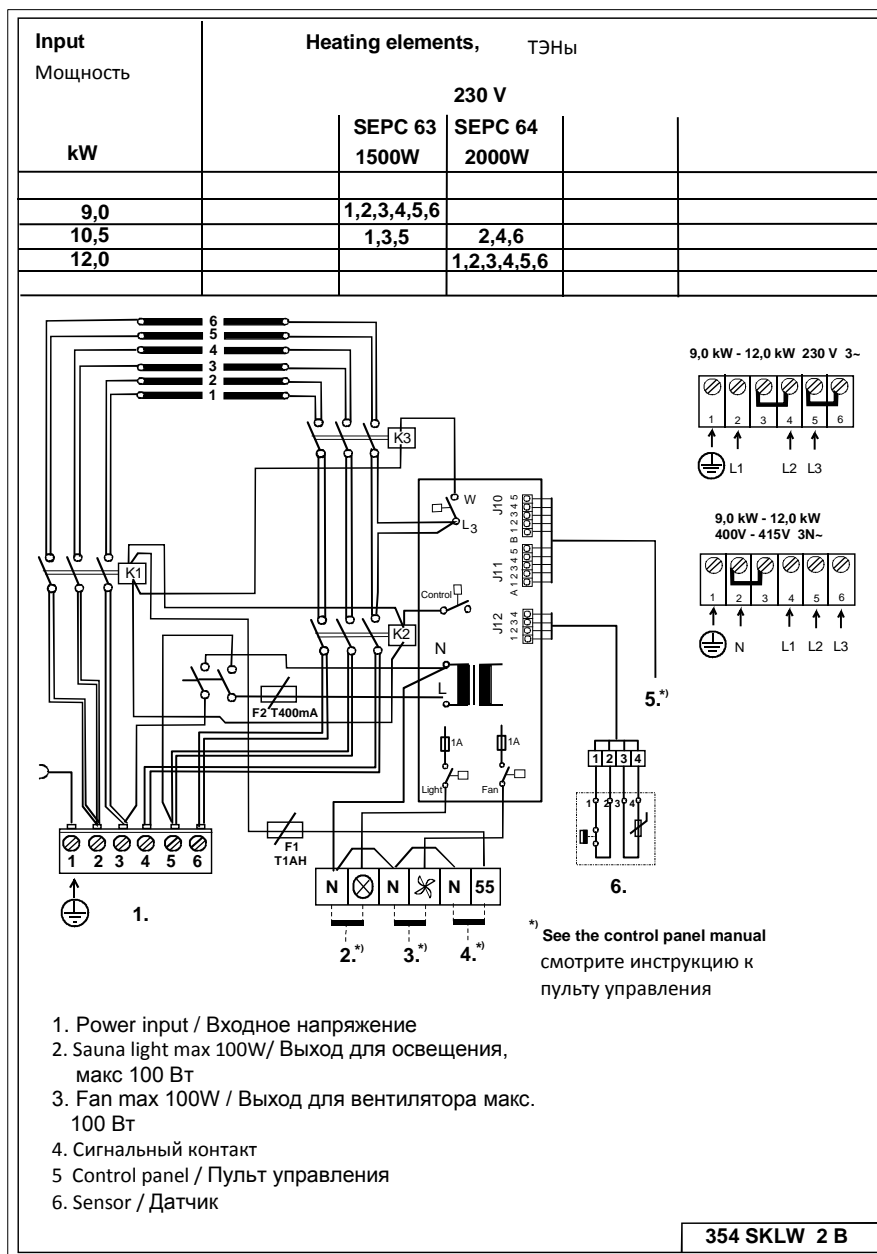 Input
Мощность
kW
Heating elements, ТЭНы
230 V
SEPC 63 SEPC 64
1500W 2000W
9,0 1,2,3,4,5,6
10,5 1,3,5 2,4,6
12,0 1,2,3,4,5,6
6
5
4
3
2
1
K3
K1
K2
W
L3
Control
N
L
J10
B 1 2 3 4 5
J11
A 1 2 3 4 5
J12
1 2 3 4
1A
1A
Light
Fan
F2 T400mA
F1
T1AH
1 2 3 4 5 6
1.
N N N 55
2.*)
3.*)
4.*)
5.*)
1 2 3 4
1 2 3 4
6.
9,0 kW - 12,0 kW 230 V 3~
1 2 3 4 5 6
L1 L2 L3
9,0 kW - 12,0 kW
400V - 415V 3N~
1 2 3 4 5 6
N L1 L2 L3
*) See the control panel manual
смотрите инструкцию к
пульту управления
1. Power input / Входное напряжение
2. Sauna light max 100W/ Выход для освещения,
макс 100 Вт
3. Fan max 100W / Выход для вентилятора макс.
100 Вт
4. Сигнальный контакт
5 Control panel / Пульт управления
6. Sensor / Датчик
354 SKLW 2 B